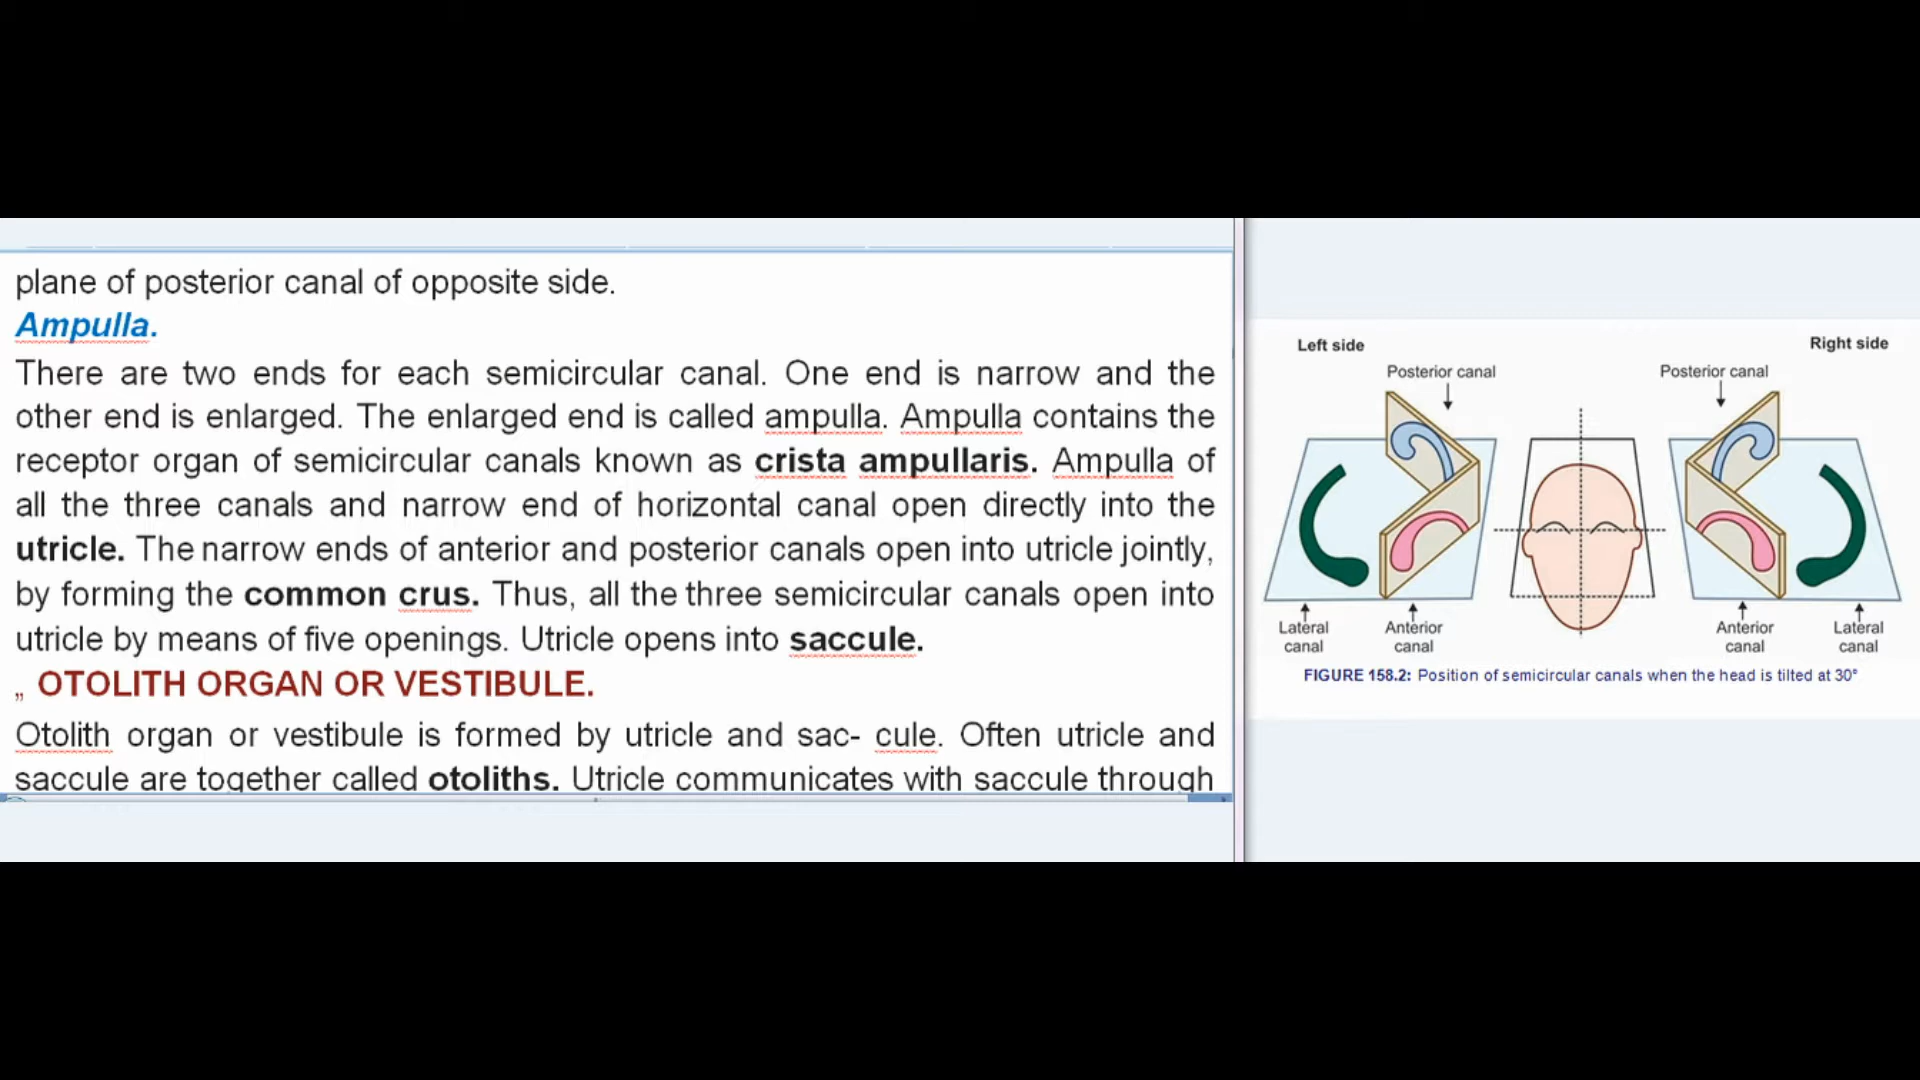 plane of posterior canal of opposite side.
Ampulla.
There are two ends for each semicircular canal. One end is narrow and the
other end is enlarged. The enlarged end is called ampulla. Ampulla contains the
receptor organ of semicircular canals known as crista ampullaris. Ampulla of
all the three canals and narrow end of horizontal canal open directly into the
utricle. The narrow ends of anterior and posterior canals open into utricle jointly,
by forming the common crus. Thus, all the three semicircular canals open into
utricle by means of five openings. Utricle opens into saccule.
„ OTOLITH ORGAN OR VESTIBULE.
Otolith organ or vestibule is formed by utricle and sac- cule. Often utricle and
saccule are together called otoliths. Utricle communicates with saccule through
Left side
Right side
Posterior canal
Posterior canal
Lateral
canal
Anterior
canal
Anterior
canal
Lateral
canal
FIGURE 158.2: Position of semicircular canals when the head is tilted at 30°